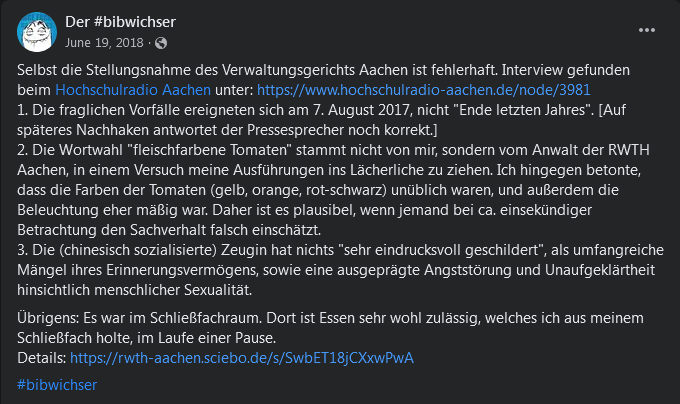 Der #bibwichser
June 19, 2018 ·
Selbst die Stellungsnahme des Verwaltungsgerichts Aachen ist fehlerhaft. Interview gefunden
beim Hochschulradio Aachen unter: https://www.hochschulradio-aachen.de/node/3981
1. Die fraglichen Vorfälle ereigneten sich am 7. August 2017, nicht "Ende letzten Jahres". [Auf
späteres Nachhaken antwortet der Pressesprecher noch korrekt.]
2. Die Wortwahl "fleischfarbene Tomaten" stammt nicht von mir, sondern vom Anwalt der RWTH
Aachen, in einem Versuch meine Ausführungen ins Lächerliche zu ziehen. Ich hingegen betonte,
dass die Farben der Tomaten (gelb, orange, rot-schwarz) unüblich waren, und außerdem die
Beleuchtung eher mäßig war. Daher ist es plausibel, wenn jemand bei ca. einsekündiger
Betrachtung den Sachverhalt falsch einschätzt.
3. Die (chinesisch sozialisierte) Zeugin hat nichts "sehr eindrucksvoll geschildert", als umfangreiche
Mängel ihres Erinnerungsvermögens, sowie eine ausgeprägte Angststörung und Unaufgeklärtheit
hinsichtlich menschlicher Sexualität.
Übrigens: Es war im Schließfachraum. Dort ist Essen sehr wohl zulässig, welches ich aus meinem
Schließfach holte, im Laufe einer Pause.
Details: https://rwth-aachen.sciebo.de/s/SwbET18jCXxwPwA
#bibwichser